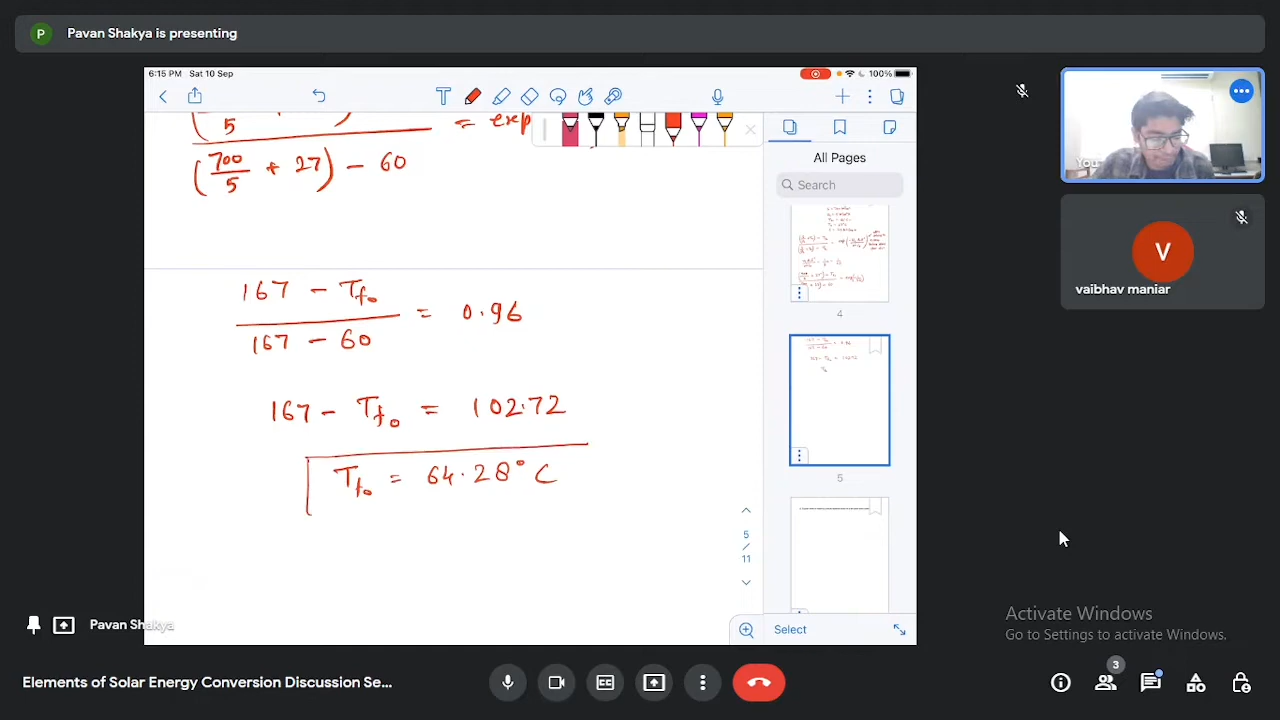 P Pavan Shakya is presenting
6:15 PM Sat 10 Sep
100%
5
= exp
(700/5 + 27) - 60
167 - Tfo
167 - 60
= 0.96
167 - Tfo = 102.72
Tfo = 64.28° C
5
/
11
All Pages
Search
4
5
Select
You
V
vaibhav maniar
Pavan Shakya
Activate Windows
Go to Settings to activate Windows.
Elements of Solar Energy Conversion Discussion Se...
CC
3